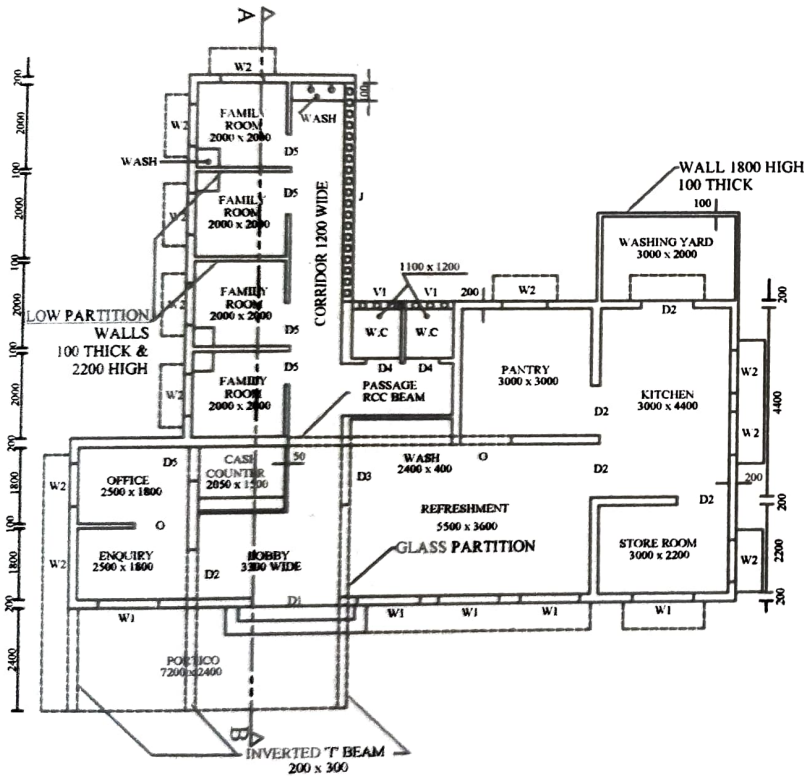 A
W2
200
100
FAMILY
ROOM
2000 x 2000
WASH
W2
2000
D5
WASH
WALL 1800 HIGH
100 THICK
100
D5
J
100
FAMILY
ROOM
2000 x 2000
W2
2000
CORRIDOR 1200 WIDE
WASHING YARD
3000 x 2000
100
1100 x 1200
FAMILY
ROOM
2000 x 2000
W2
2000
V1
V1
200
W2
D2
200
LOW PARTITION
WALLS
100 THICK &
2200 HIGH
D5
W.C
W.C
100
D5
D4
D4
PANTRY
3000 x 3000
KITCHEN
3000 x 4400
W2
4400
FAMILY
ROOM
2000 x 2000
W2
2000
PASSAGE
RCC BEAM
D2
W2
200
D5
CASH
COUNTER
2050 x 1500
50
WASH
2400 x 400
O
D3
D2
OFFICE
2500 x 1800
W2
1800
200
D2
200
REFRESHMENT
5500 x 3600
100
O
ENQUIRY
2500 x 1800
W2
1800
D2
LOBBY
3300 WIDE
GLASS PARTITION
STORE ROOM
3000 x 2200
W2
2200
D1
200
200
W1
W1
W1
W1
W1
PORTICO
7200 x 2400
2400
B
INVERTED 'T' BEAM
200 x 300